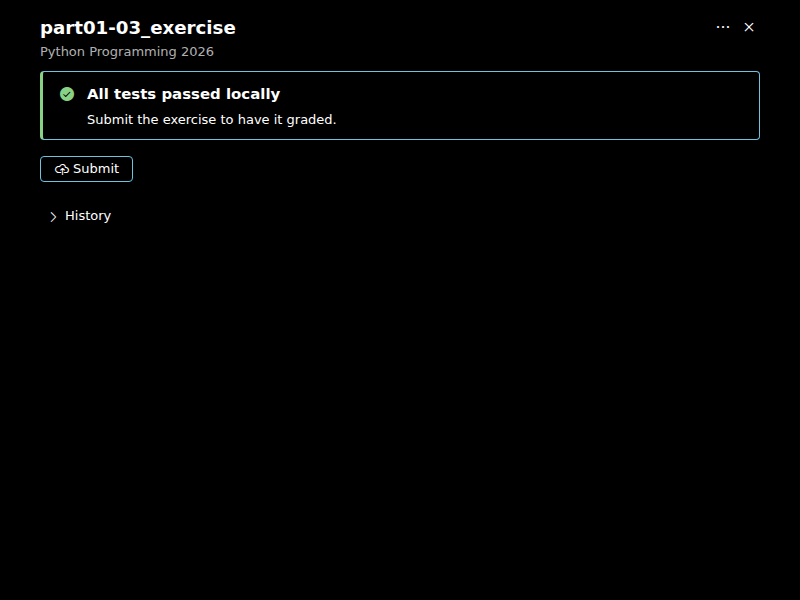 part01-03_exercise
Python Programming 2026
All tests passed locally
Submit the exercise to have it graded.
Submit
History